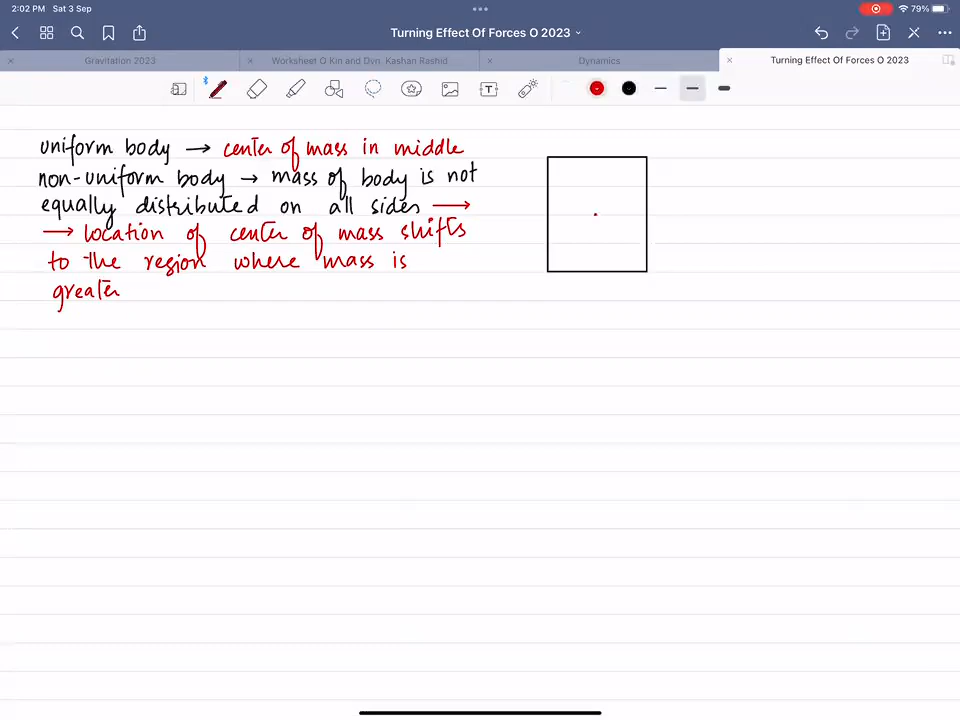 2:02 PM Sat 3 Sep
79%
Turning Effect Of Forces O 2023
Gravitation 2023
Worksheet O Kin and Dyn. Kashan Rashid
Dynamics
Turning Effect Of Forces O 2023
uniform body → center of mass in middle
non-uniform body → mass of body is not
equally distributed on all sides →
→ location of center of mass shifts
to the region where mass is
greater